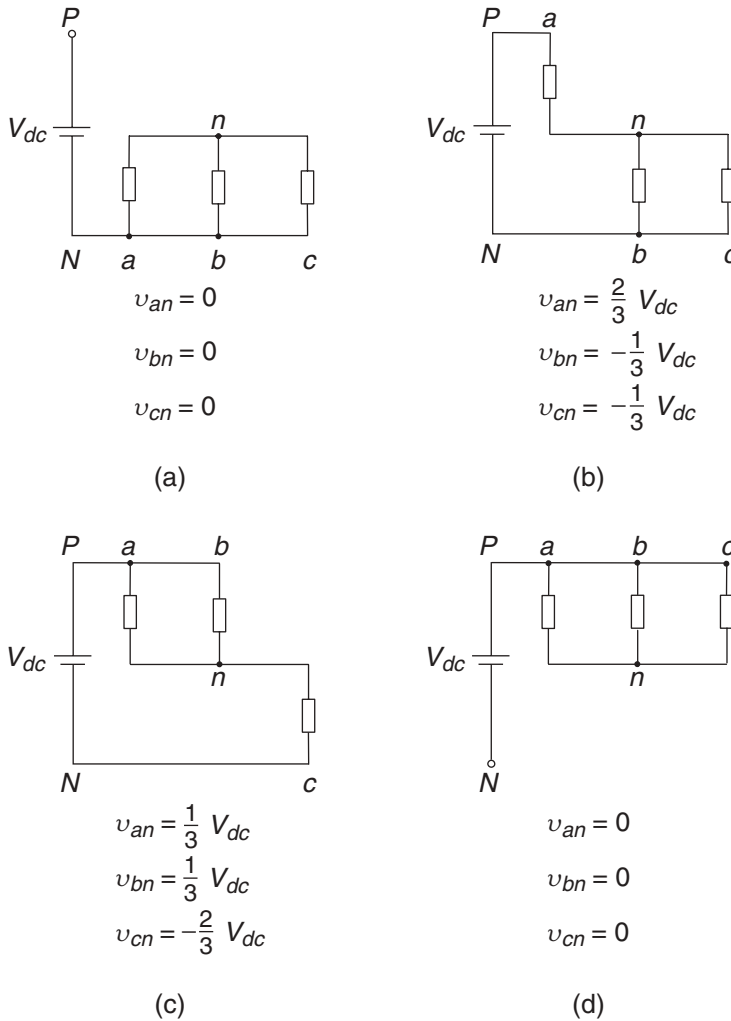 P
V_dc
n
N a b c
υ_an = 0
υ_bn = 0
υ_cn = 0
(a)
P a
V_dc
n
N b c
υ_an = 2/3 V_dc
υ_bn = −1/3 V_dc
υ_cn = −1/3 V_dc
(b)
P a b
V_dc
n
N c
υ_an = 1/3 V_dc
υ_bn = 1/3 V_dc
υ_cn = −2/3 V_dc
(c)
P a b c
V_dc
n
N
υ_an = 0
υ_bn = 0
υ_cn = 0
(d)